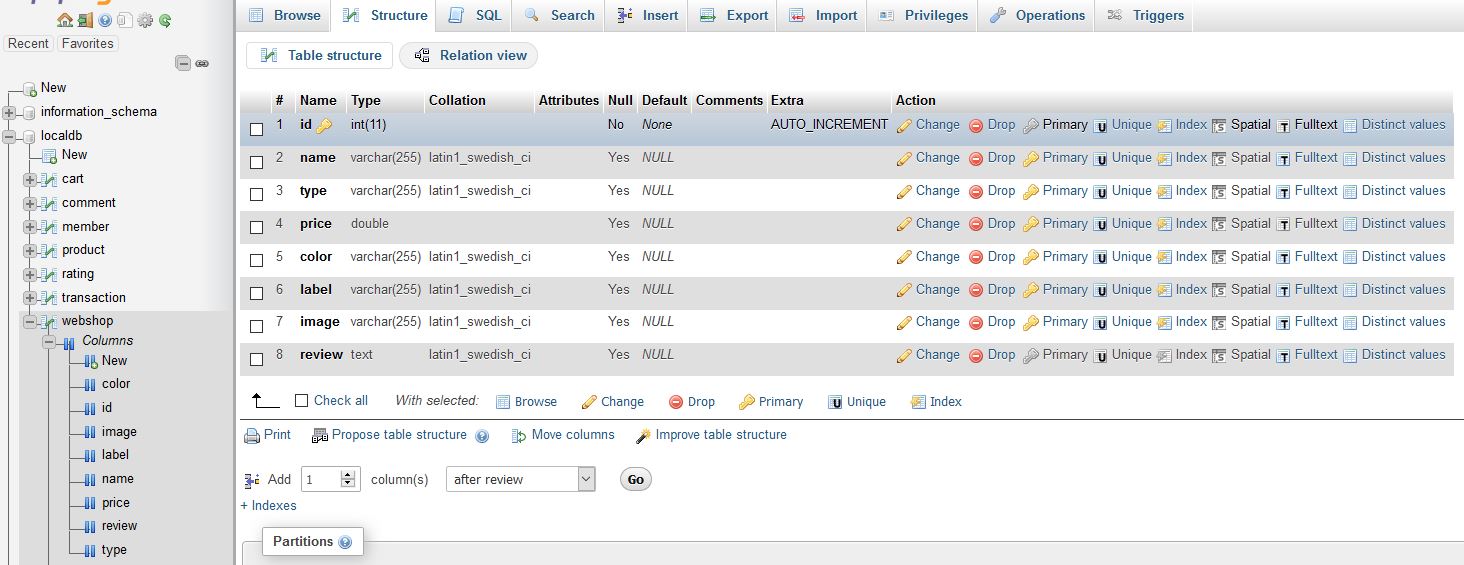 Recent Favorites
New
information_schema
localdb
New
cart
comment
member
product
rating
transaction
webshop
Columns
New
color
id
image
label
name
price
review
type
Browse Structure SQL Search Insert Export Import Privileges Operations Triggers
Table structure Relation view
# Name Type Collation Attributes Null Default Comments Extra Action
1 id int(11) No None AUTO_INCREMENT Change Drop Primary Unique Index Spatial Fulltext Distinct values
2 name varchar(255) latin1_swedish_ci Yes NULL Change Drop Primary Unique Index Spatial Fulltext Distinct values
3 type varchar(255) latin1_swedish_ci Yes NULL Change Drop Primary Unique Index Spatial Fulltext Distinct values
4 price double Yes NULL Change Drop Primary Unique Index Spatial Fulltext Distinct values
5 color varchar(255) latin1_swedish_ci Yes NULL Change Drop Primary Unique Index Spatial Fulltext Distinct values
6 label varchar(255) latin1_swedish_ci Yes NULL Change Drop Primary Unique Index Spatial Fulltext Distinct values
7 image varchar(255) latin1_swedish_ci Yes NULL Change Drop Primary Unique Index Spatial Fulltext Distinct values
8 review text latin1_swedish_ci Yes NULL Change Drop Primary Unique Index Spatial Fulltext Distinct values
Check all With selected: Browse Change Drop Primary Unique Index
Print Propose table structure Move columns Improve table structure
Add 1 column(s) after review Go
+ Indexes
Partitions